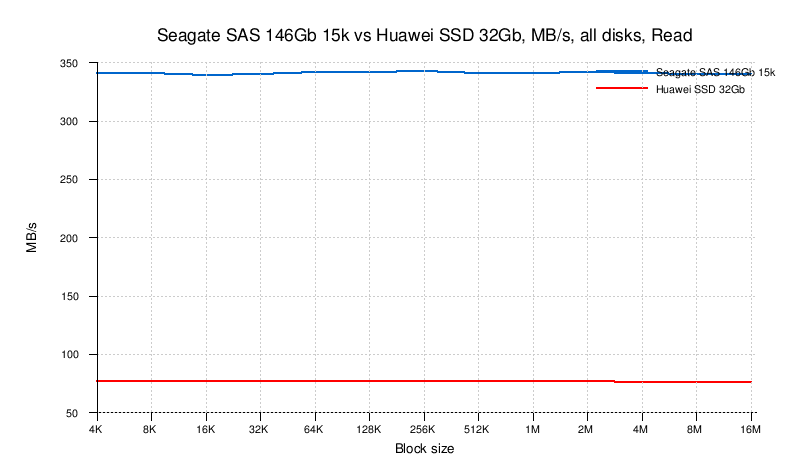 Seagate SAS 146Gb 15k vs Huawei SSD 32Gb, MB/s, all disks, Read
350
Seagate SAS 146Gb 15k
Huawei SSD 32Gb
300
250
200
MB/s
150
100
50
4K 8K 16K 32K 64K 128K 256K 512K 1M 2M 4M 8M 16M
Block size